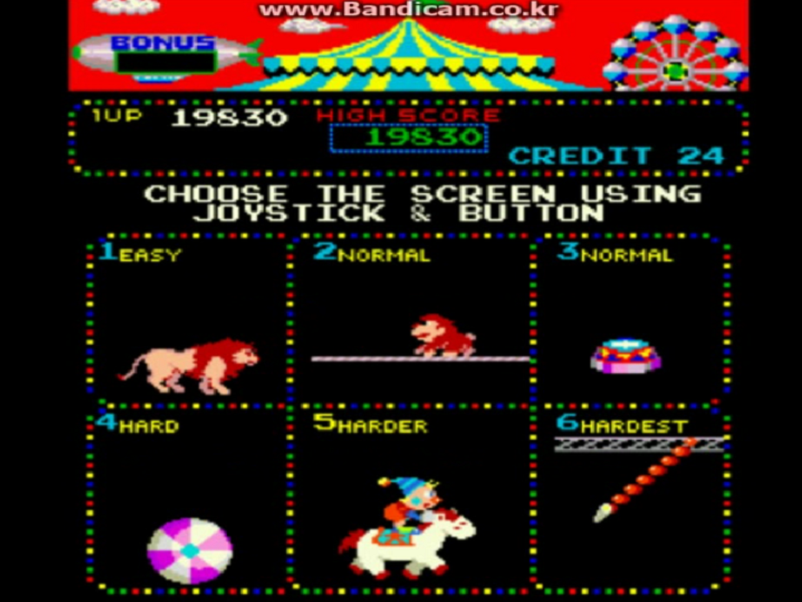 www.Bandicam.co.kr
BONUS
1UP 19830 HIGH SCORE
19830
CREDIT 24
CHOOSE THE SCREEN USING
JOYSTICK & BUTTON
1EASY 2NORMAL 3NORMAL
4HARD 5HARDER 6HARDEST